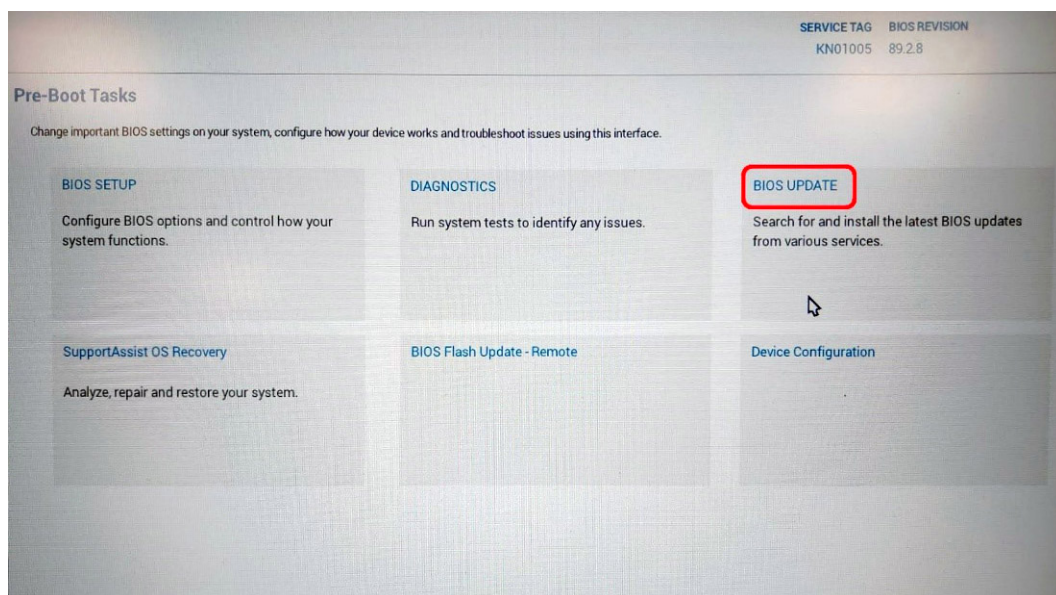 SERVICE TAG BIOS REVISION
KN01005 89.2.8
Pre-Boot Tasks
Change important BIOS settings on your system, configure how your device works and troubleshoot issues using this interface.
BIOS SETUP
Configure BIOS options and control how your
system functions.
DIAGNOSTICS
Run system tests to identify any issues.
BIOS UPDATE
Search for and install the latest BIOS updates
from various services.
SupportAssist OS Recovery
Analyze, repair and restore your system.
BIOS Flash Update - Remote
Device Configuration